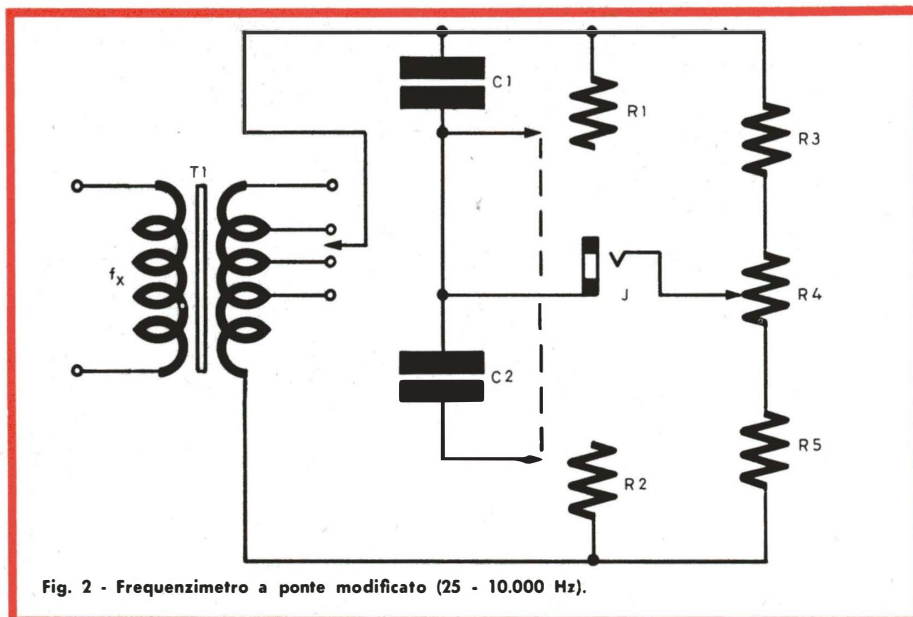 C1
R1
R3
T1
fx
J
R4
C2
R5
R2
Fig. 2 - Frequenzimetro a ponte modificato (25 - 10.000 Hz).